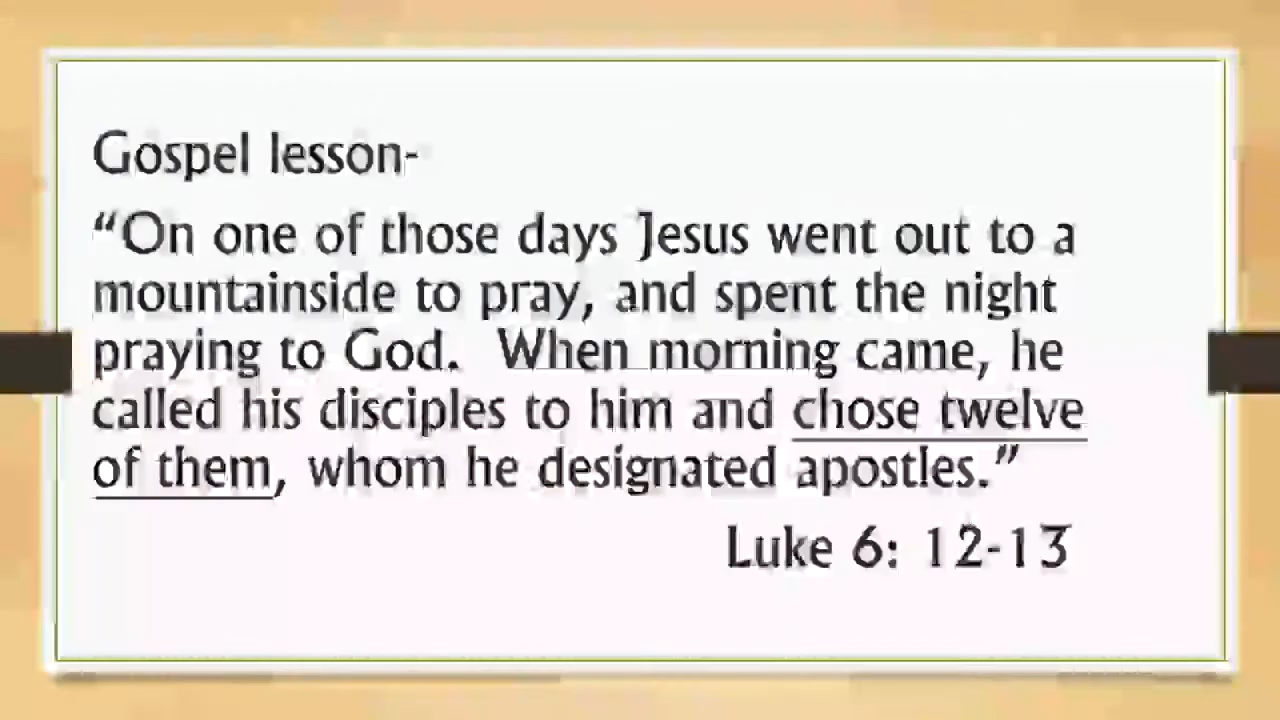 Gospel lesson-
“On one of those days Jesus went out to a
mountainside to pray, and spent the night
praying to God.  When morning came, he
called his disciples to him and chose twelve
of them, whom he designated apostles.”
Luke 6: 12-13